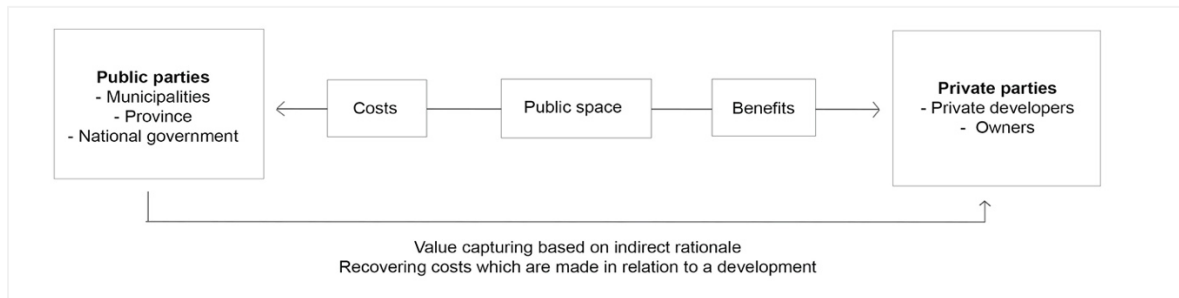 Public parties
- Municipalities
- Province
- National government
Costs
Public space
Benefits
Private parties
- Private developers
- Owners
Value capturing based on indirect rationale
Recovering costs which are made in relation to a development